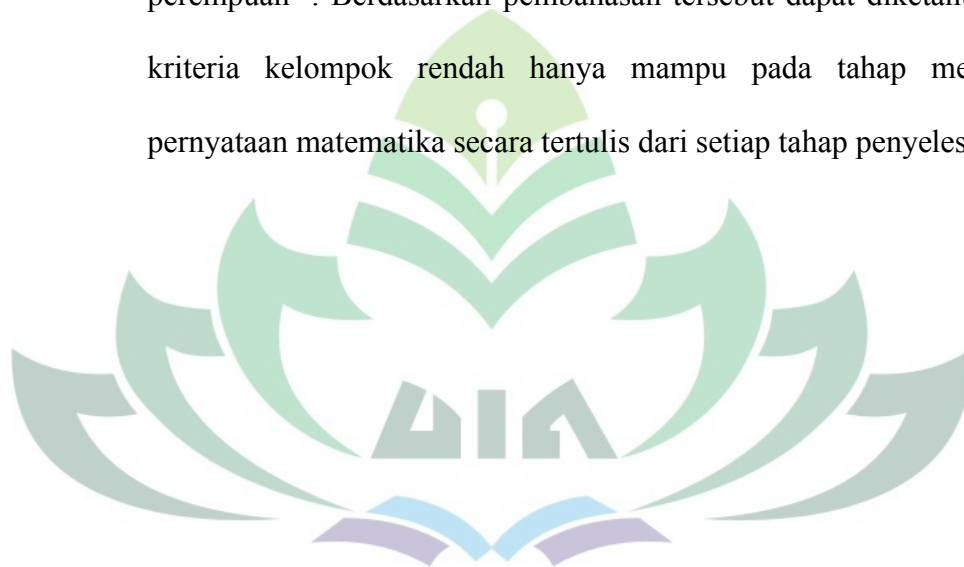 perempuan". Berdasarkan pembahasan tersebut dapat
kriteria kelompok rendah hanya mampu pada tahap
pernyataan matematika secara tertulis dari setiap tahap
UIN